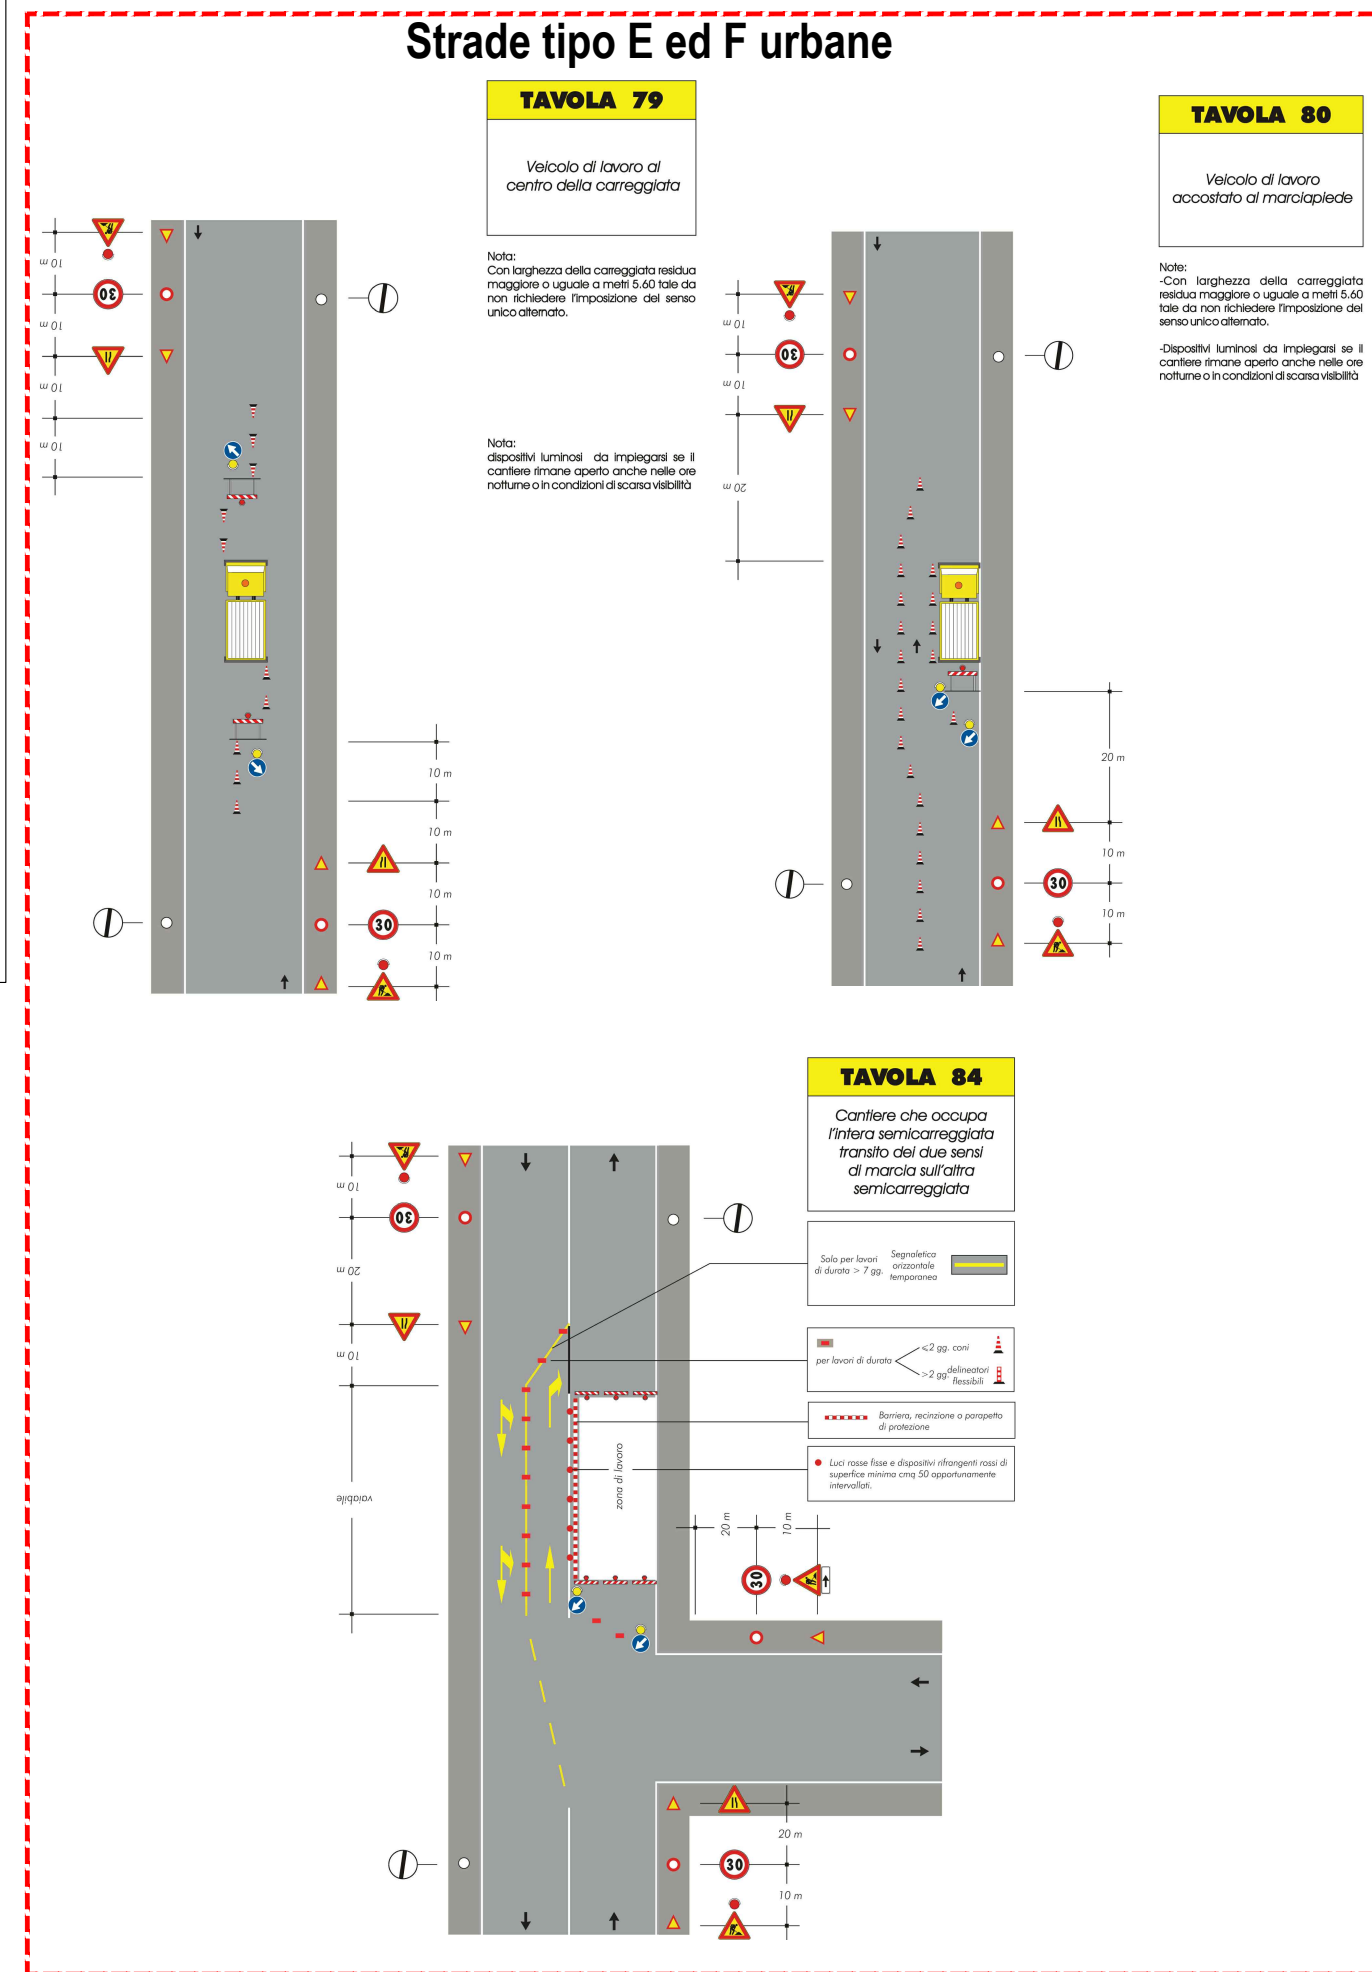 Strade tipo E ed F urbane
TAVOLA 79
Veicolo di lavoro al
centro della carreggiata
Nota:
Con larghezza della carreggiata residua
maggiore o uguale a metri 5.60 tale da
non richiedere l'imposizione del senso
unico alternato.
Nota:
dispositivi luminosi da impiegarsi se il
cantiere rimane aperto anche nelle ore
notturne o in condizioni di scarsa visibilità
10 m
30
10 m
10 m
10 m
10 m
10 m
10 m
30
10 m
TAVOLA 80
Veicolo di lavoro
accostato al marciapiede
Note:
-Con larghezza della carreggiata
residua maggiore o uguale a metri 5.60
tale da non richiedere l'imposizione del
senso unico alternato.
-Dispositivi luminosi da impiegarsi se il
cantiere rimane aperto anche nelle ore
notturne o in condizioni di scarsa visibilità
10 m
30
10 m
20 m
20 m
10 m
30
10 m
TAVOLA 84
Cantiere che occupa
l'intera semicarreggiata
transito dei due sensi
di marcia sull'altra
semicarreggiata
Solo per lavori
di durata > 7 gg.
Segnaletica
orizzontale
temporanea
per lavori di durata
⩽2 gg. coni
>2 gg. delineatori
flessibili
Barriera, recinzione o parapetto
di protezione
Luci rosse fisse e dispositivi rifrangenti rossi di
superfice minima cmq 50 opportunamente
intervallati.
10 m
30
20 m
10 m
variabile
zona di lavoro
20 m
10 m
30
20 m
30
10 m